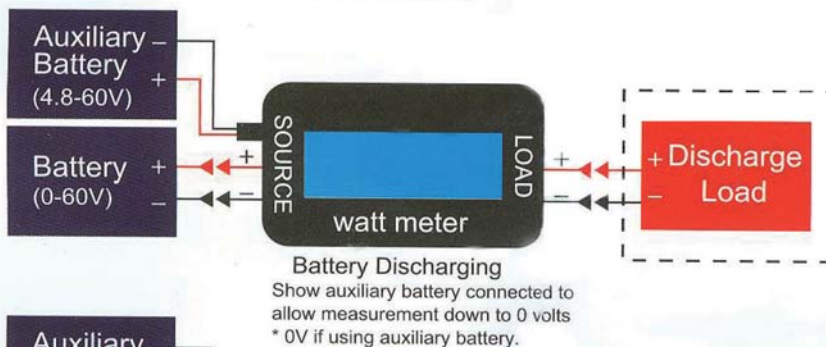 Auxiliary −
Battery +
(4.8-60V)
Battery +
(0-60V) −
+
−
SOURCE
watt meter
LOAD
+
−
+ Discharge
− Load
Battery Discharging
Show auxiliary battery connected to
allow measurement down to 0 volts
* 0V if using auxiliary battery.
Auxiliary